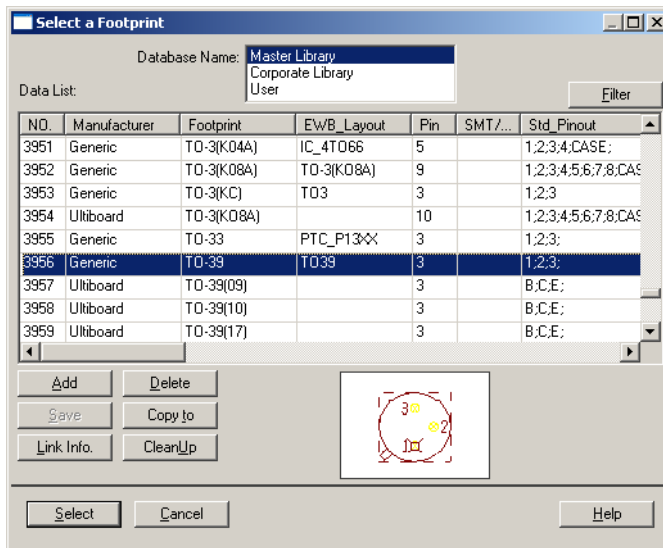 Select a Footprint
Database Name: Master Library
Corporate Library
User
Data List:
Filter
NO. Manufacturer Footprint EWB_Layout Pin SMT/... Std_Pinout
3951 Generic TO-3(K04A) IC_4TO66 5 1;2;3;4;CASE;
3952 Generic TO-3(K08A) TO-3(KO8A) 9 1;2;3;4;5;6;7;8;CAS
3953 Generic TO-3(KC) TO3 3 1;2;3
3954 Ultiboard TO-3(KO8A) 10 1;2;3;4;5;6;7;8;CAS
3955 Generic TO-33 PTC_P13XX 3 1;2;3;
3956 Generic TO-39 TO39 3 1;2;3;
3957 Ultiboard TO-39(09) 3 B;C;E;
3958 Ultiboard TO-39(10) 3 B;C;E;
3959 Ultiboard TO-39(17) 3 B;C;E;
Add Delete
Save Copy to
Link Info. CleanUp
3
2
1
Select Cancel Help